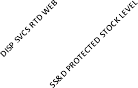 DISP SVCS RTD WEB
SS&D PROTECTED STOCK LEVEL